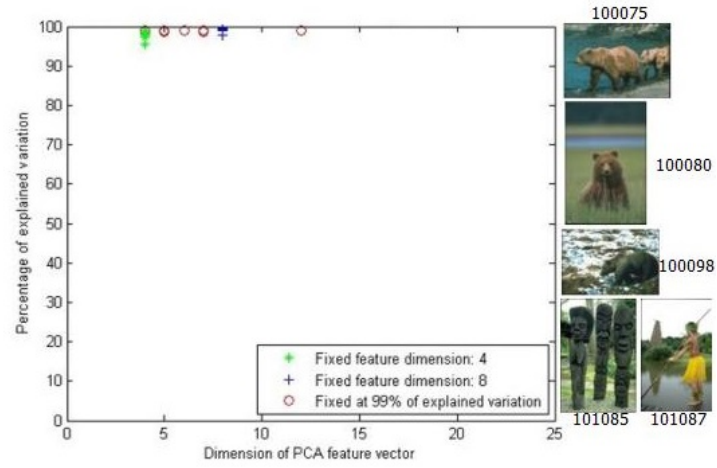 100075
100
90
80
70
60
50
40
30
20
10
0
Percentage of explained variation
0 5 10 15 20 25
Dimension of PCA feature vector
Fixed feature dimension: 4
Fixed feature dimension: 8
Fixed at 99% of explained variation
100080
100098
101085 101087